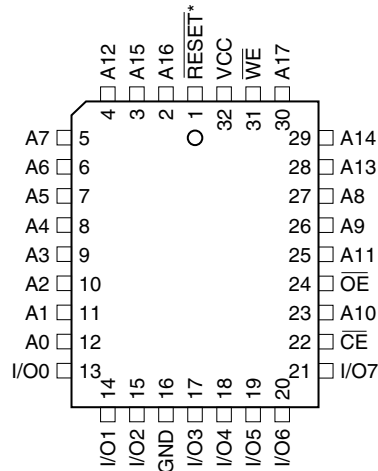 A12
A15
A16
RESET*
VCC
WE
A17
4
3
2
1
32
31
30
A7 5
A6 6
A5 7
A4 8
A3 9
A2 10
A1 11
A0 12
I/O0 13
29 A14
28 A13
27 A8
26 A9
25 A11
24 OE
23 A10
22 CE
21 I/O7
14
15
16
17
18
19
20
I/O1
I/O2
GND
I/O3
I/O4
I/O5
I/O6